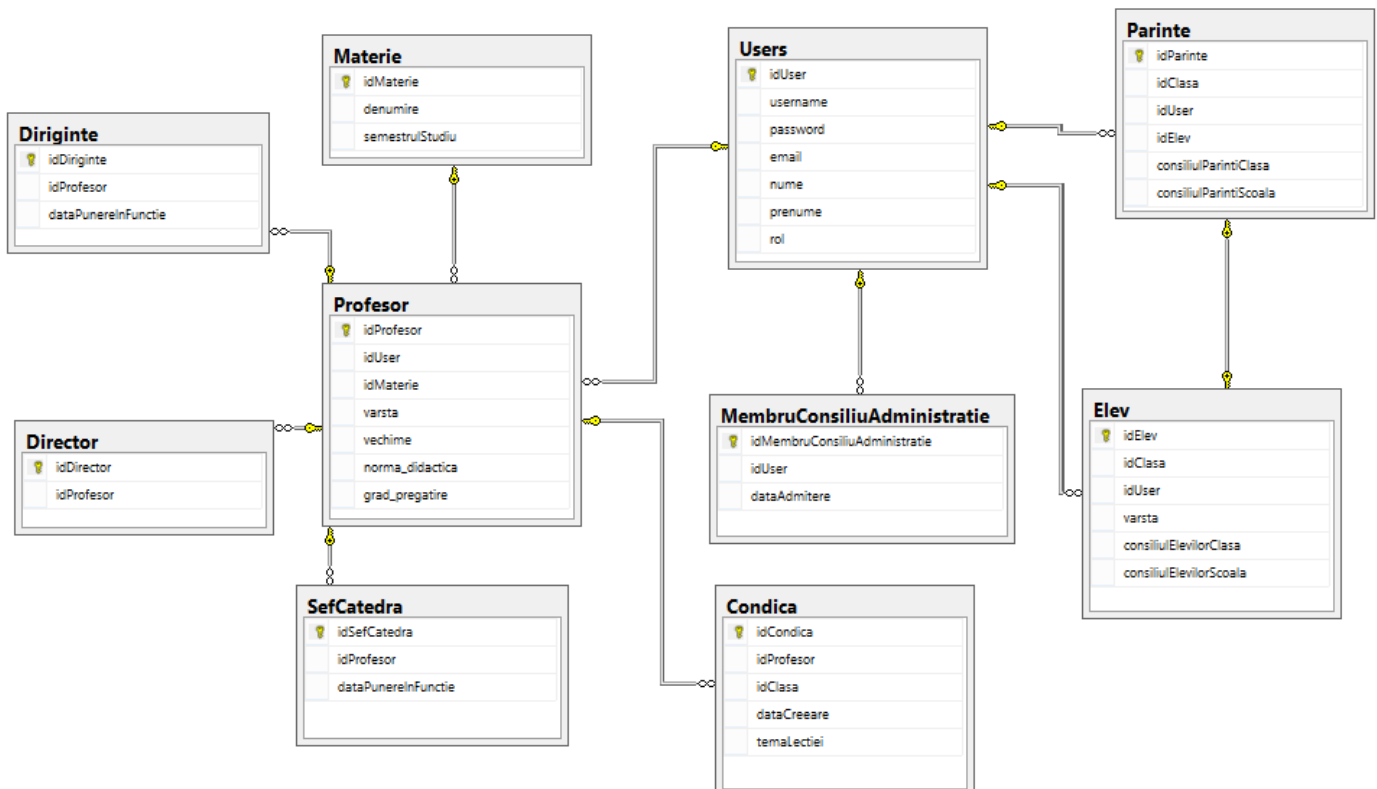 Materie
idMaterie
denumire
semestrulStudiu
Users
idUser
username
password
email
nume
prenume
rol
Parinte
idParinte
idClasa
idUser
idElev
consiliulParintiClasa
consiliulParintiScoala
Diriginte
idDiriginte
idProfesor
dataPunereInFunctie
Profesor
idProfesor
idUser
idMaterie
varsta
vechime
norma_didactica
grad_pregatire
Director
idDirector
idProfesor
MembruConsiliuAdministratie
idMembruConsiliuAdministratie
idUser
dataAdmitere
Elev
idElev
idClasa
idUser
varsta
consiliulElevilorClasa
consiliulElevilorScoala
SefCatedra
idSefCatedra
idProfesor
dataPunereInFunctie
Condica
idCondica
idProfesor
idClasa
dataCreeare
temaLectiei